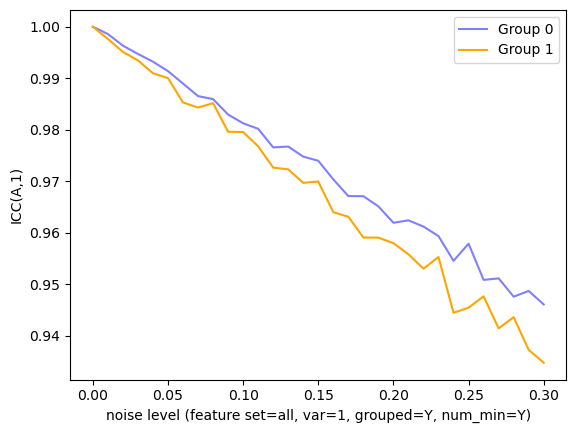 Group 0
Group 1
ICC(A,1)
1.00
0.99
0.98
0.97
0.96
0.95
0.94
0.00 0.05 0.10 0.15 0.20 0.25 0.30
noise level (feature set=all, var=1, grouped=Y, num_min=Y)